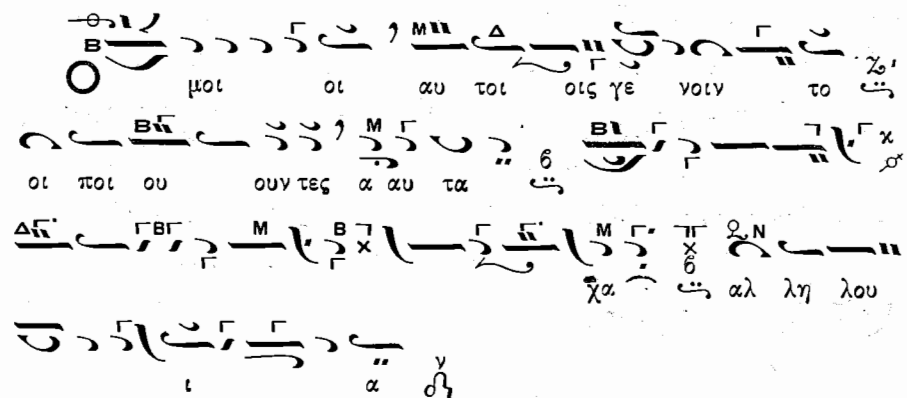 Ο μοι οι αυ τοι οις γε νοιν το
οι ποι ου ουν τες α αυ τα
χα αλ λη λου
ι α